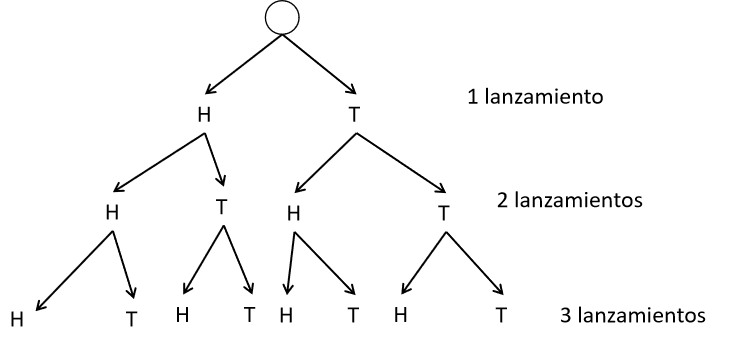 H T 1 lanzamiento
H T H T 2 lanzamientos
H T H T H T H T 3 lanzamientos